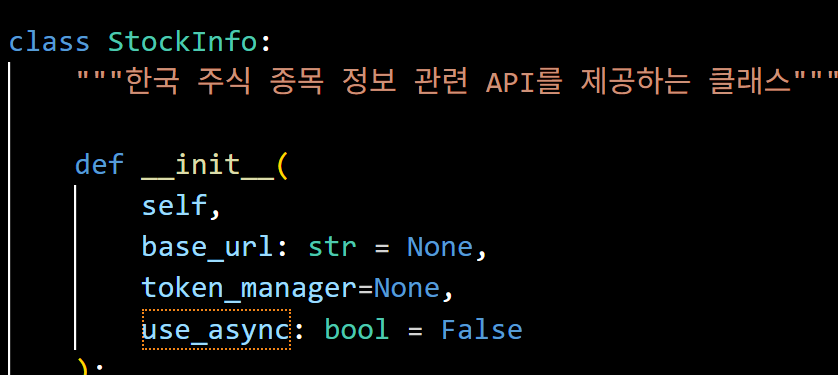 class StockInfo:
"""한국 주식 종목 정보 관련 API를 제공하는 클래스"""
def __init__(
self,
base_url: str = None,
token_manager=None,
use_async: bool = False
):